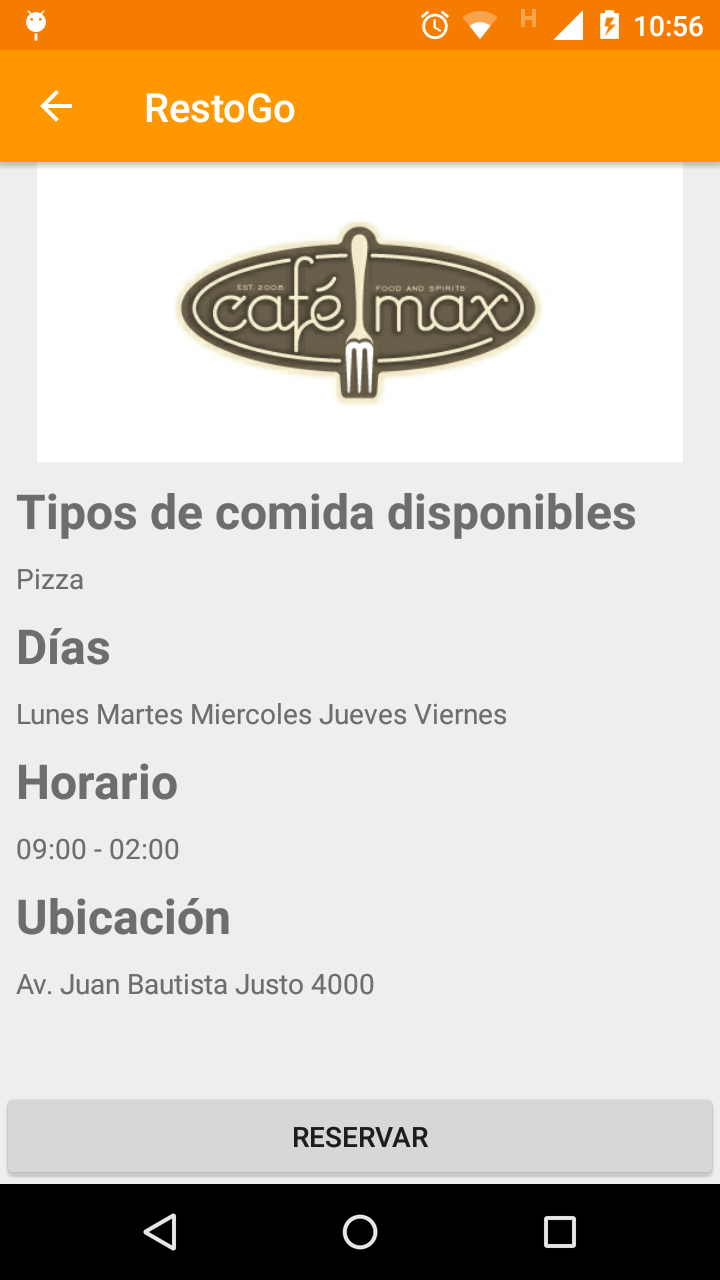 H
10:56
RestoGo
EST. 2008
FOOD AND SPIRITS
café max
Tipos de comida disponibles
Pizza
Días
Lunes Martes Miercoles Jueves Viernes
Horario
09:00 - 02:00
Ubicación
Av. Juan Bautista Justo 4000
RESERVAR